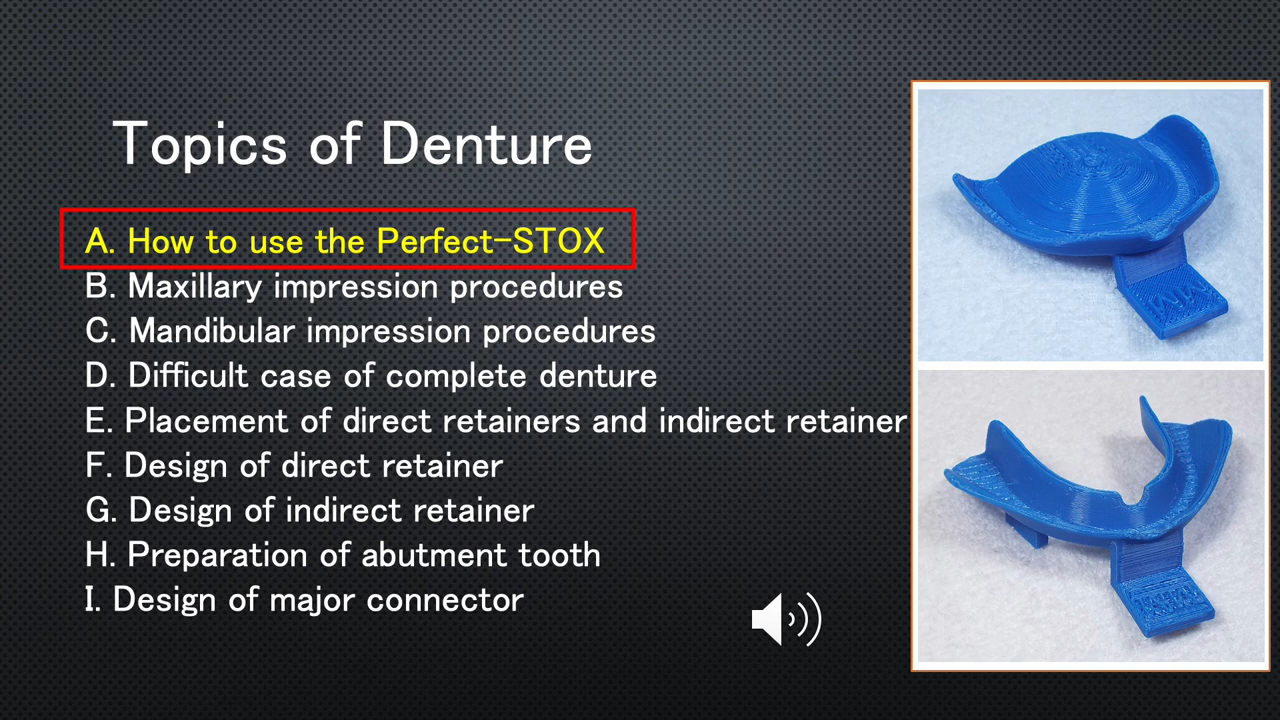 Topics of Denture
A. How to use the Perfect-STOX
B. Maxillary impression procedures
C. Mandibular impression procedures
D. Difficult case of complete denture
E. Placement of direct retainers and indirect retainer
F. Design of direct retainer
G. Design of indirect retainer
H. Preparation of abutment tooth
I. Design of major connector